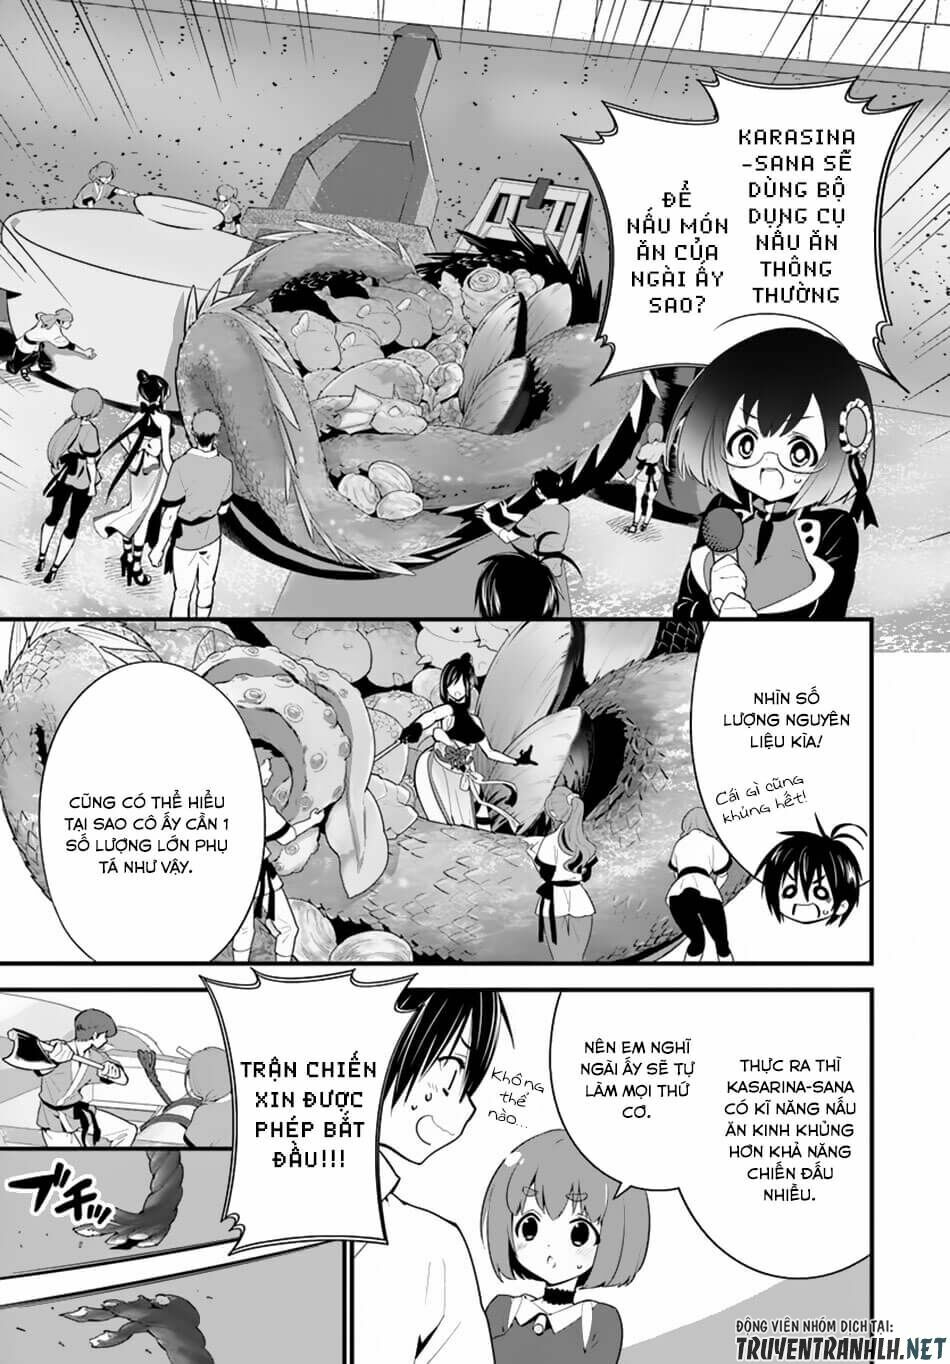 KARASINA
-SANA SẼ
DÙNG BỘ
DỤNG CỤ
NẤU ĂN
THÔNG
THƯỜNG
ĐỂ
NẤU MÓN
ĂN CỦA
NGÀI ẤY
SAO?
NHÌN SỐ
LƯỢNG NGUYÊN
LIỆU KÌA!
Cái gì cũng
khủng hết!
CŨNG CÓ THỂ HIỂU
TẠI SAO CÔ ẤY CẦN 1
SỐ LƯỢNG LỚN PHỤ
TÁ NHƯ VẬY.
THỰC RA THÌ
KASARINA-SANA
CÓ KĨ NĂNG NẤU
ĂN KINH KHỦNG
HƠN KHẢ NĂNG
CHIẾN ĐẤU
NHIỀU.
NÊN EM NGHĨ
NGÀI ẤY SẼ TỰ
LÀM MỌI THỨ
CƠ.
Không
thể
nào...
TRẬN CHIẾN
XIN ĐƯỢC
PHÉP BẮT
ĐẦU!!!
ブチッ
ĐỘNG VIÊN NHÓM DỊCH TẠI:
TRUYENTRANHLH.NET